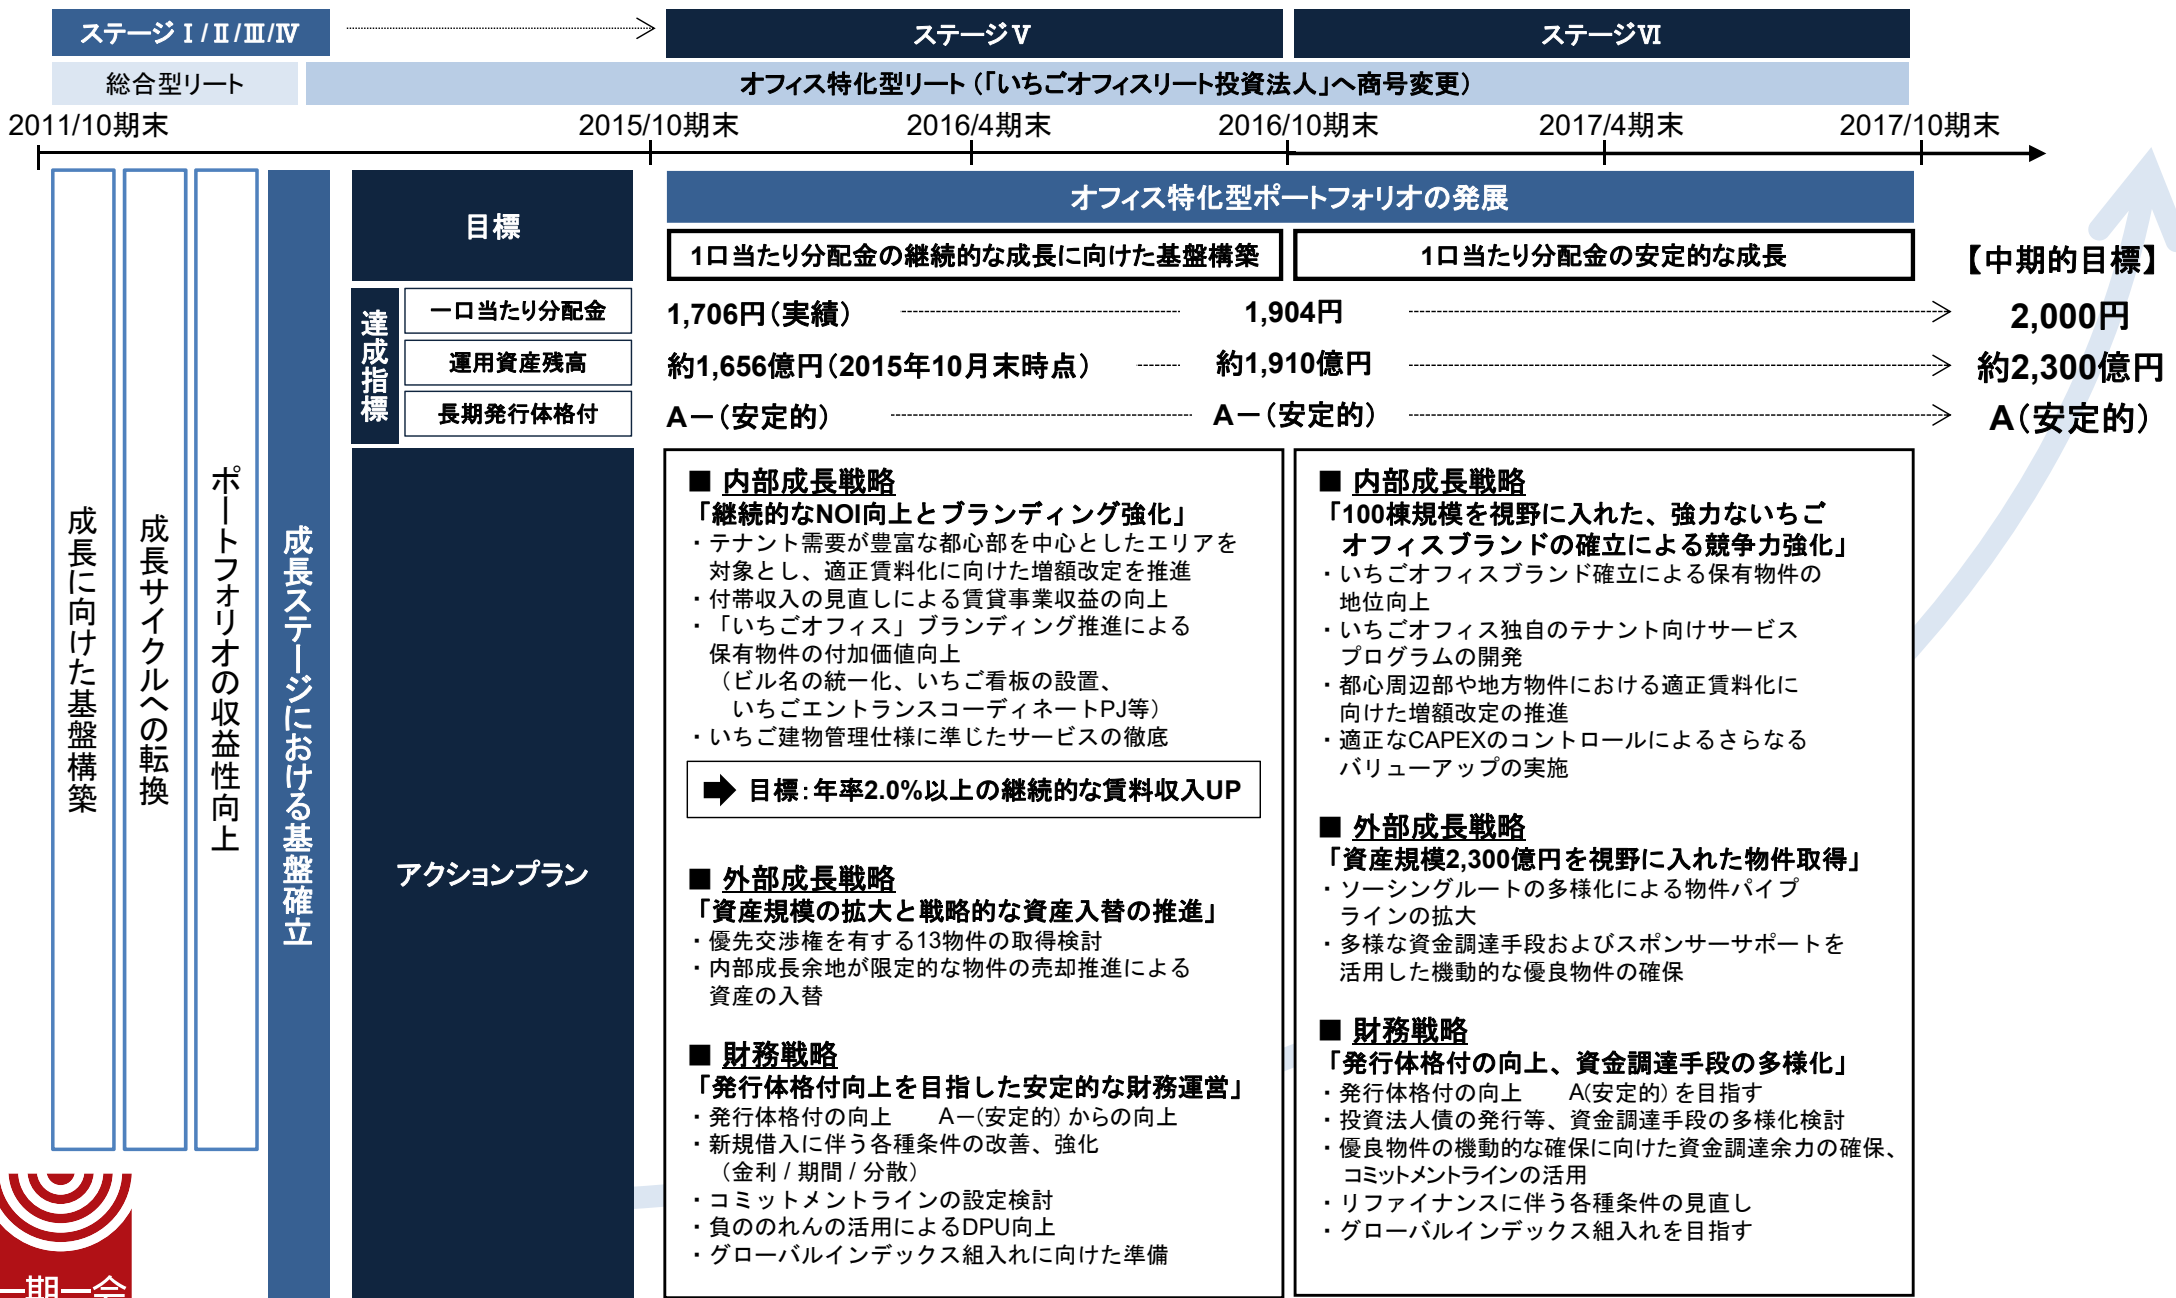 ステージⅠ/Ⅱ/Ⅲ/Ⅳ
ステージⅤ
ステージⅥ
総合型リート
オフィス特化型リート（「いちごオフィスリート投資法人」へ商号変更）
2011/10期末
2015/10期末
2016/4期末
2016/10期末
2017/4期末
2017/10期末
成長に向けた基盤構築
成長サイクルへの転換
ポートフォリオの収益性向上
成長ステージにおける基盤確立
目標
オフィス特化型ポートフォリオの発展
1口当たり分配金の継続的な成長に向けた基盤構築
1口当たり分配金の安定的な成長
【中期的目標】
達成指標
一口当たり分配金
1,706円（実績）
1,904円
2,000円
運用資産残高
約1,656億円（2015年10月末時点）
約1,910億円
約2,300億円
長期発行体格付
A－（安定的）
A－（安定的）
A（安定的）
アクションプラン
■ 内部成長戦略
「継続的なNOI向上とブランディング強化」
・テナント需要が豊富な都心部を中心としたエリアを
対象とし、適正賃料化に向けた増額改定を推進
・付帯収入の見直しによる賃貸事業収益の向上
・「いちごオフィス」ブランディング推進による
保有物件の付加価値向上
（ビル名の統一化、いちご看板の設置、
いちごエントランスコーディネートPJ等）
・いちご建物管理仕様に準じたサービスの徹底
目標：年率2.0%以上の継続的な賃料収入UP
■ 外部成長戦略
「資産規模の拡大と戦略的な資産入替の推進」
・優先交渉権を有する13物件の取得検討
・内部成長余地が限定的な物件の売却推進による
資産の入替
■ 財務戦略
「発行体格付向上を目指した安定的な財務運営」
・発行体格付の向上　A－(安定的) からの向上
・新規借入に伴う各種条件の改善、強化
（金利 / 期間 / 分散）
・コミットメントラインの設定検討
・負ののれんの活用によるDPU向上
・グローバルインデックス組入れに向けた準備
■ 内部成長戦略
「100棟規模を視野に入れた、強力ないちご
オフィスブランドの確立による競争力強化」
・いちごオフィスブランド確立による保有物件の
地位向上
・いちごオフィス独自のテナント向けサービス
プログラムの開発
・都心周辺部や地方物件における適正賃料化に
向けた増額改定の推進
・適正なCAPEXのコントロールによるさらなる
バリューアップの実施
■ 外部成長戦略
「資産規模2,300億円を視野に入れた物件取得」
・ソーシングルートの多様化による物件パイプ
ラインの拡大
・多様な資金調達手段およびスポンサーサポートを
活用した機動的な優良物件の確保
■ 財務戦略
「発行体格付の向上、資金調達手段の多様化」
・発行体格付の向上　A(安定的) を目指す
・投資法人債の発行等、資金調達手段の多様化検討
・優良物件の機動的な確保に向けた資金調達余力の確保、
コミットメントラインの活用
・リファイナンスに伴う各種条件の見直し
・グローバルインデックス組入れを目指す
一期一会